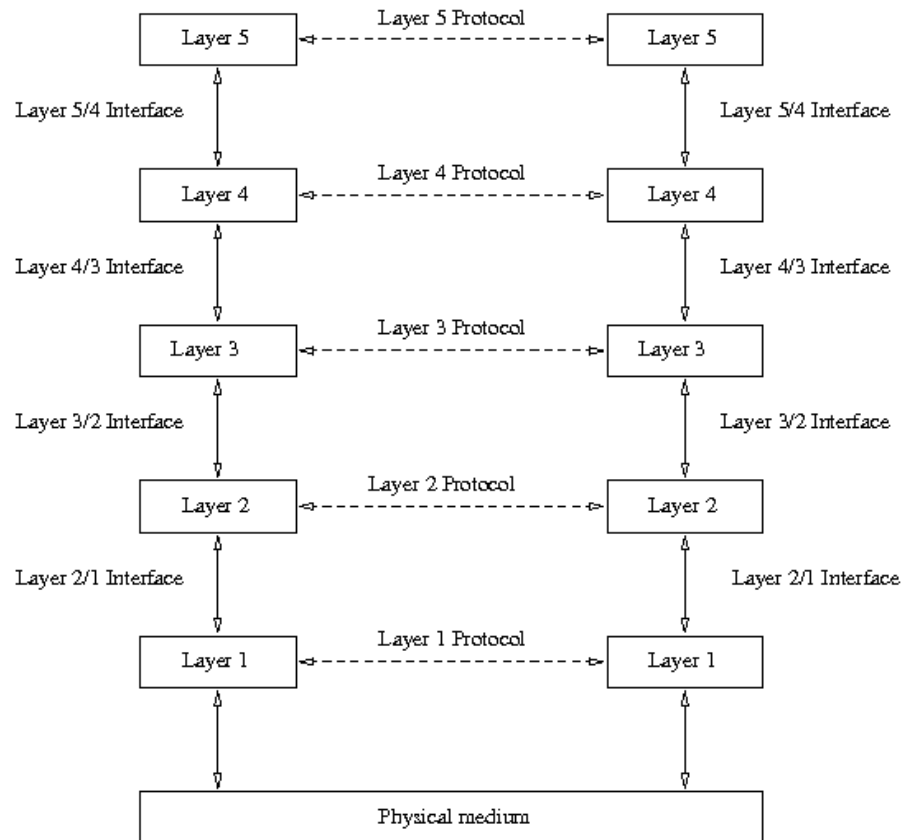 Layer 5 Protocol
Layer 5
Layer 5
Layer 5/4 Interface
Layer 5/4 Interface
Layer 4 Protocol
Layer 4
Layer 4
Layer 4/3 Interface
Layer 4/3 Interface
Layer 3 Protocol
Layer 3
Layer 3
Layer 3/2 Interface
Layer 3/2 Interface
Layer 2 Protocol
Layer 2
Layer 2
Layer 2/1 Interface
Layer 2/1 Interface
Layer 1 Protocol
Layer 1
Layer 1
Physical medium